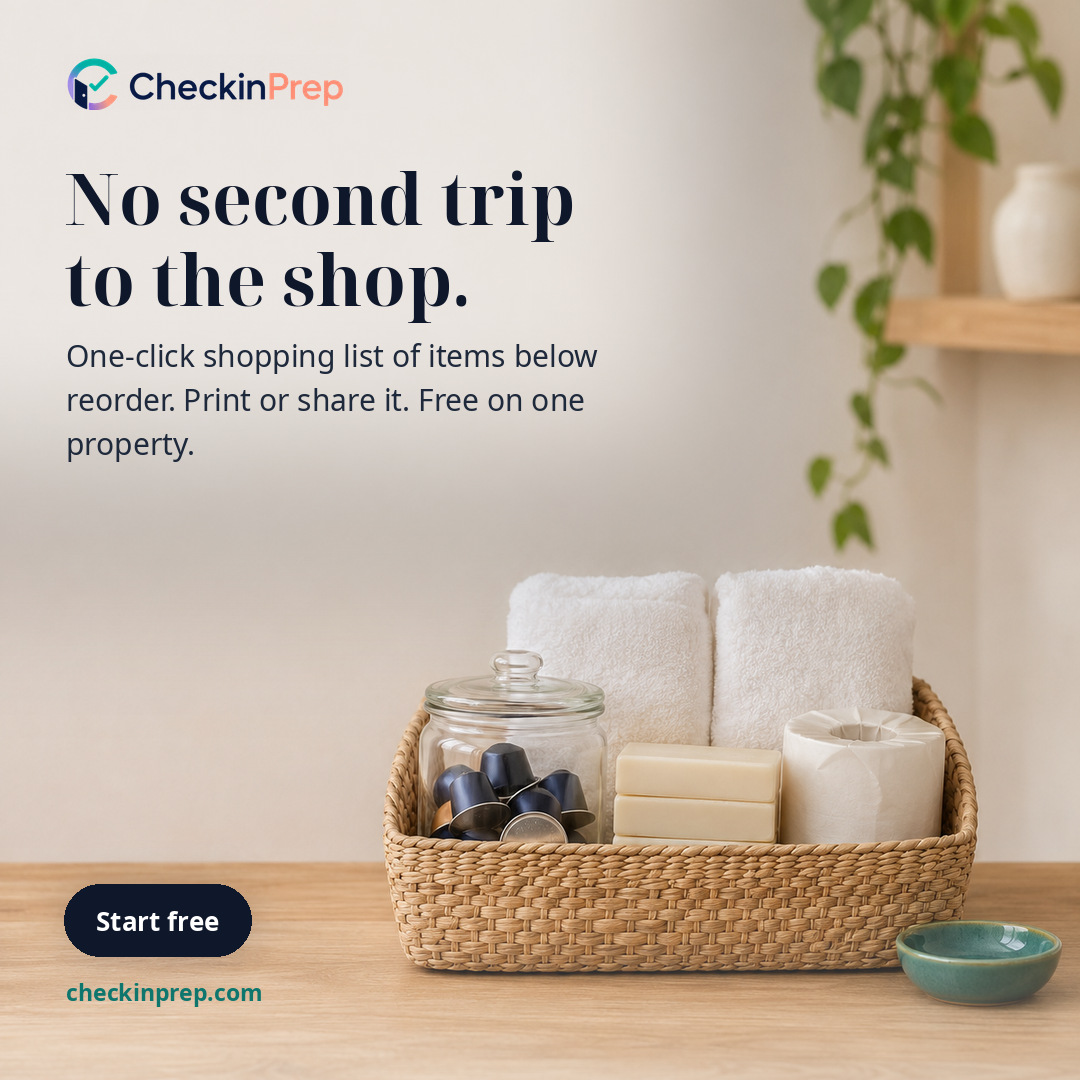 CheckinPrep
No second trip
to the shop.
One-click shopping list of items below
reorder. Print or share it. Free on one
property.
Start free
checkinprep.com